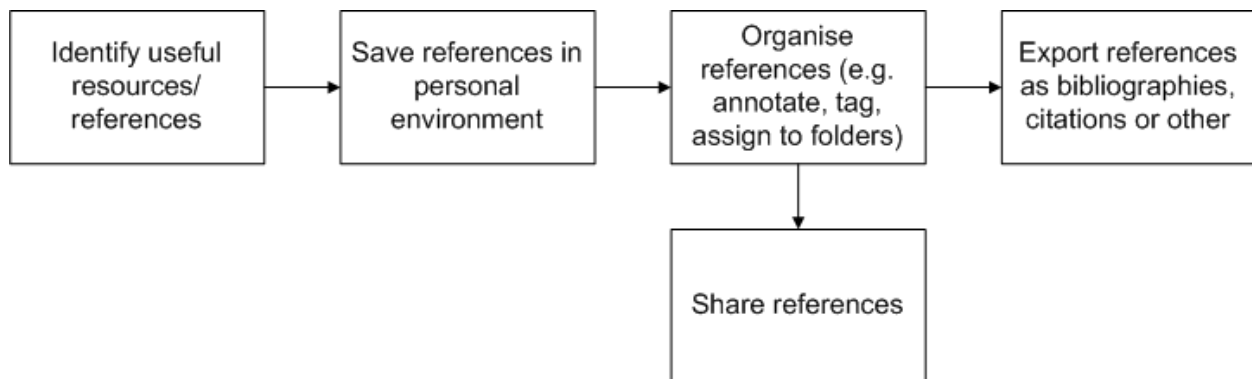 Identify useful
resources/
references
Save references in
personal
environment
Organise
references (e.g.
annotate, tag,
assign to folders)
Export references
as bibliographies,
citations or other
Share references